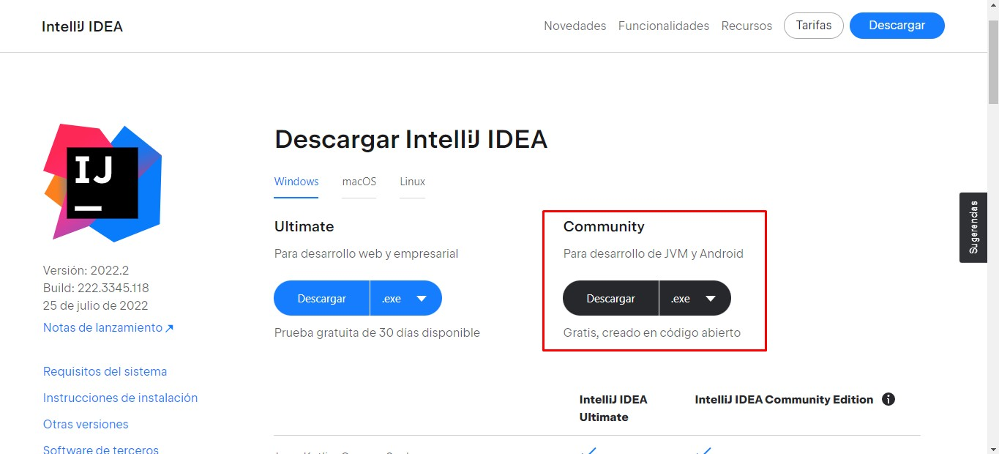 IntelliJ IDEA
Novedades Funcionalidades Recursos Tarifas Descargar
IJ
Descargar IntelliJ IDEA
Windows macOS Linux
Ultimate
Para desarrollo web y empresarial
Descargar .exe
Prueba gratuita de 30 días disponible
Community
Para desarrollo de JVM y Android
Descargar .exe
Gratis, creado en código abierto
Versión: 2022.2
Build: 222.3345.118
25 de julio de 2022
Notas de lanzamiento
Requisitos del sistema
Instrucciones de instalación
Otras versiones
Software de terceros
Sugerencias
IntelliJ IDEA
Ultimate
IntelliJ IDEA Community Edition